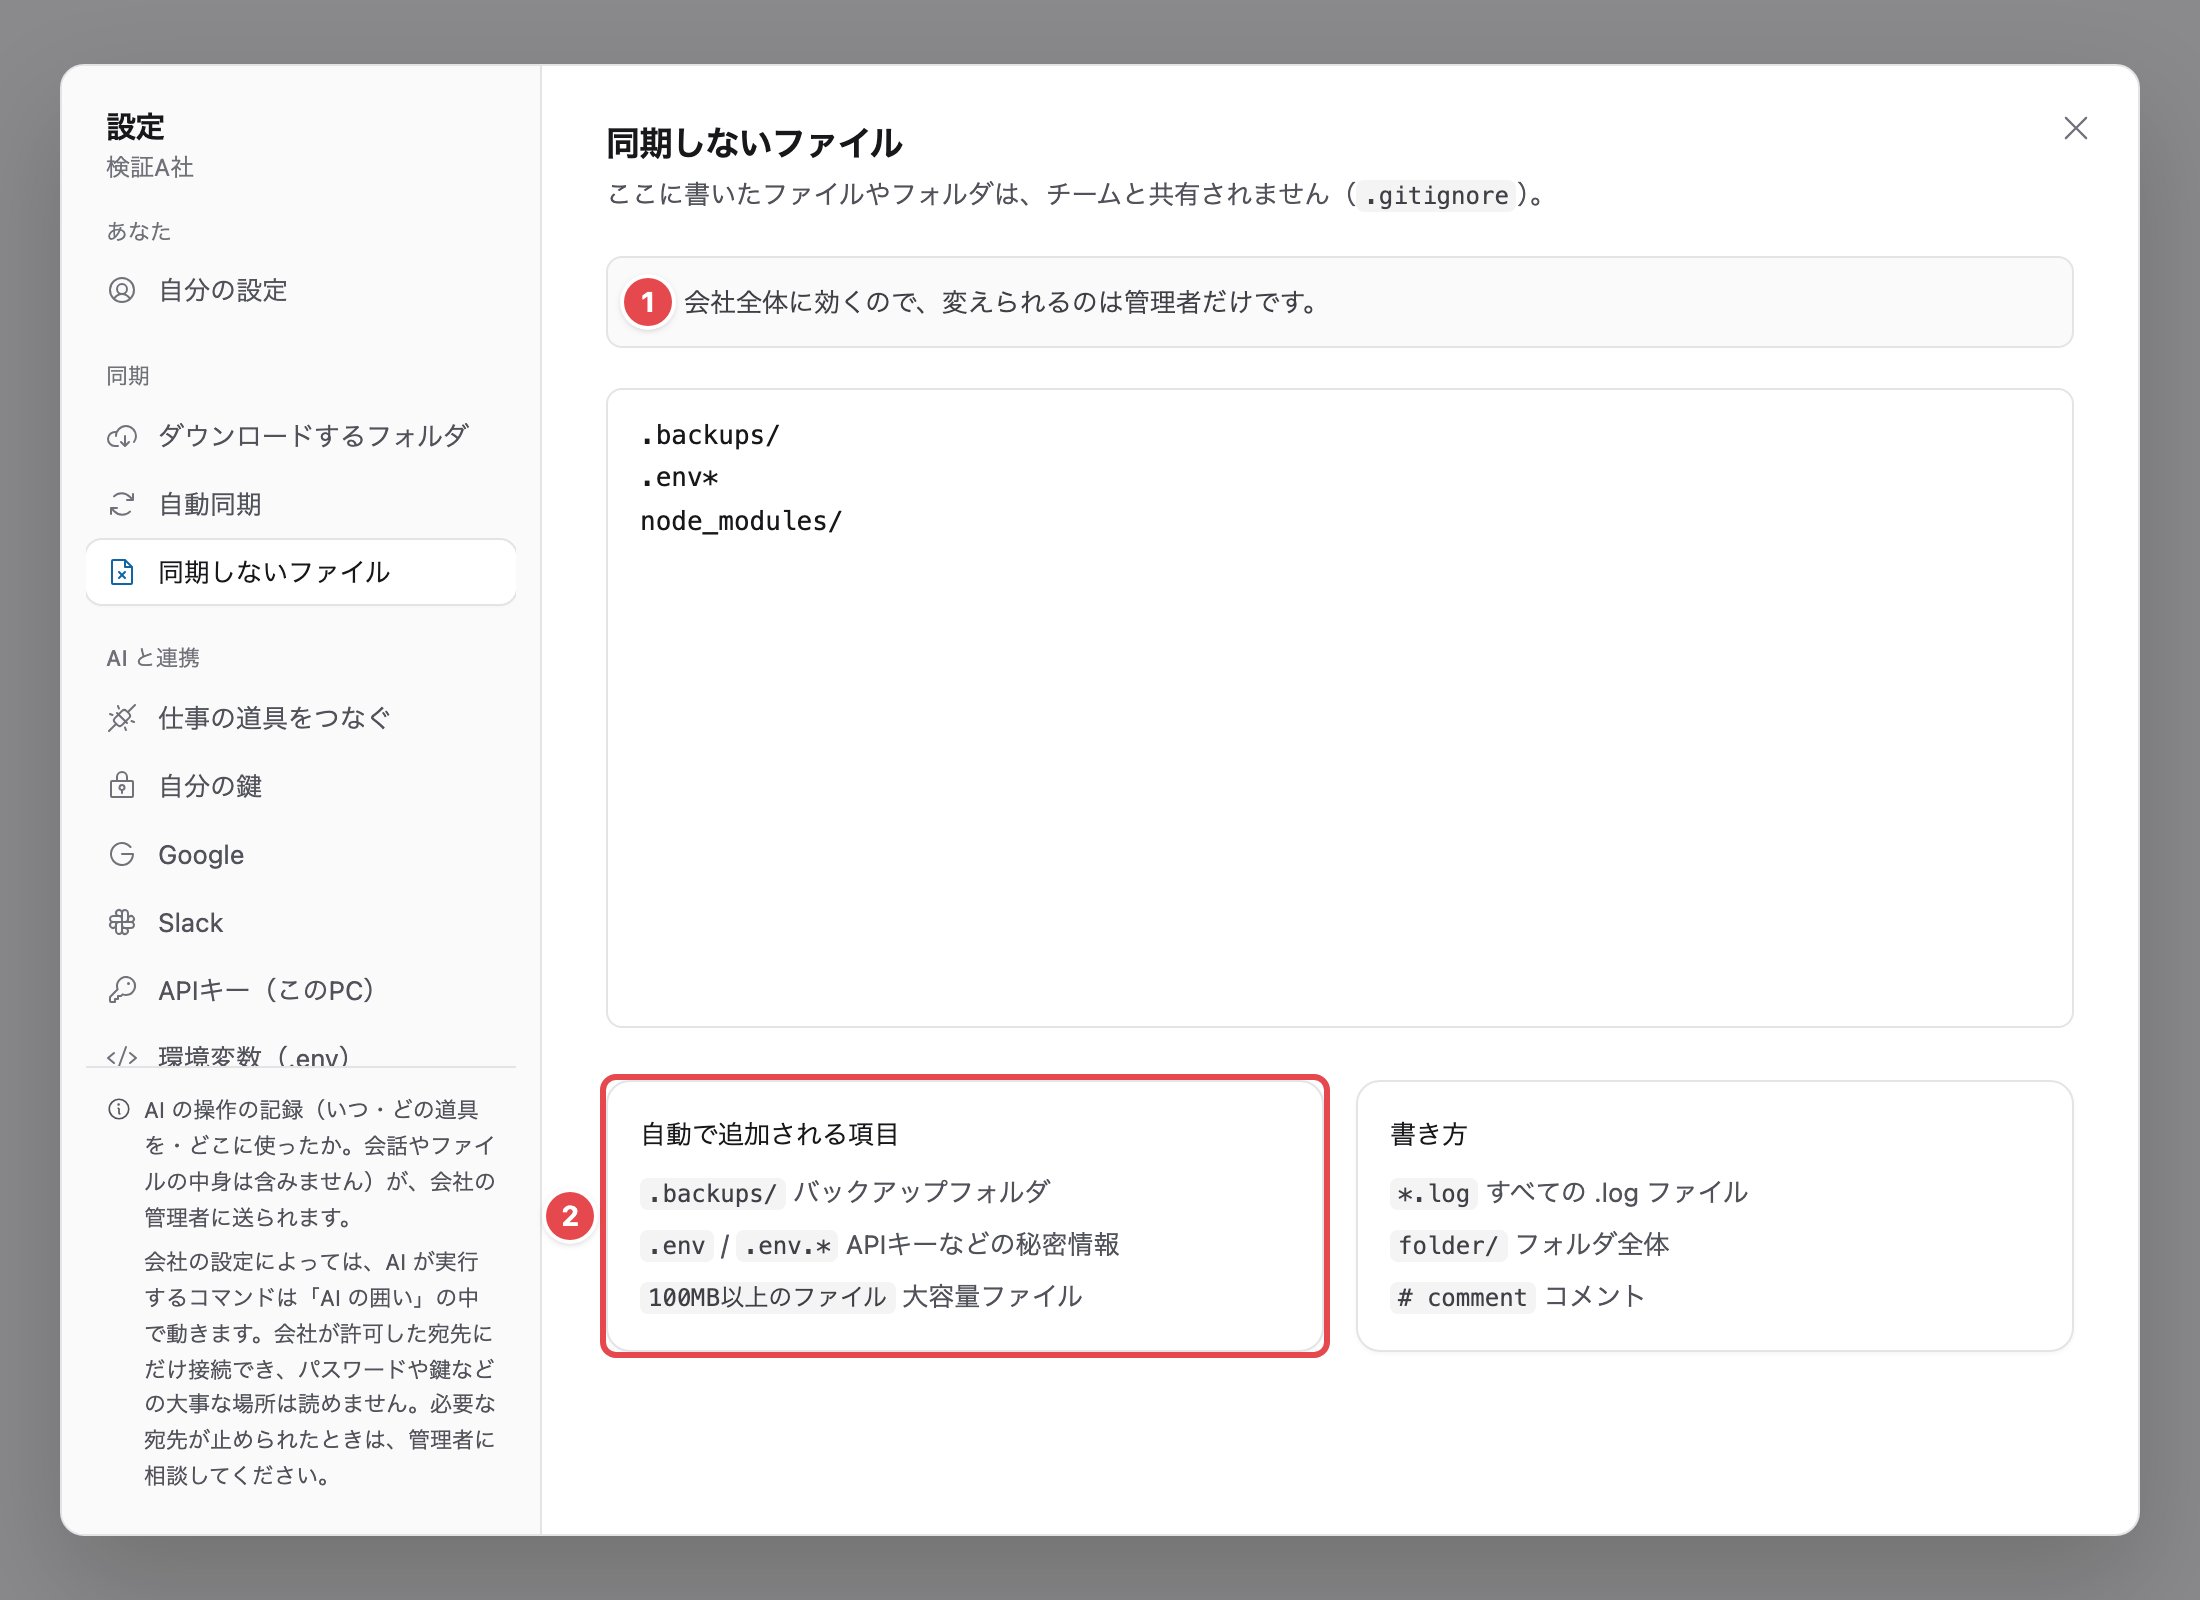 設定
検証A社
あなた
自分の設定
同期
ダウンロードするフォルダ
自動同期
同期しないファイル
AI と連携
仕事の道具をつなぐ
自分の鍵
Google
Slack
APIキー（このPC）
環境変数（.env）
AI の操作の記録（いつ・どの道具
を・どこに使ったか。会話やファイ
ルの中身は含みません）が、会社の
管理者に送られます。
会社の設定によっては、AI が実行
するコマンドは「AI の囲い」の中
で動きます。会社が許可した宛先に
だけ接続でき、パスワードや鍵など
の大事な場所は読めません。必要な
宛先が止められたときは、管理者に
相談してください。
同期しないファイル
ここに書いたファイルやフォルダは、チームと共有されません（.gitignore）。
1 会社全体に効くので、変えられるのは管理者だけです。
.backups/
.env*
node_modules/
2
自動で追加される項目
.backups/ バックアップフォルダ
.env / .env.* APIキーなどの秘密情報
100MB以上のファイル 大容量ファイル
書き方
*.log すべての .log ファイル
folder/ フォルダ全体
# comment コメント